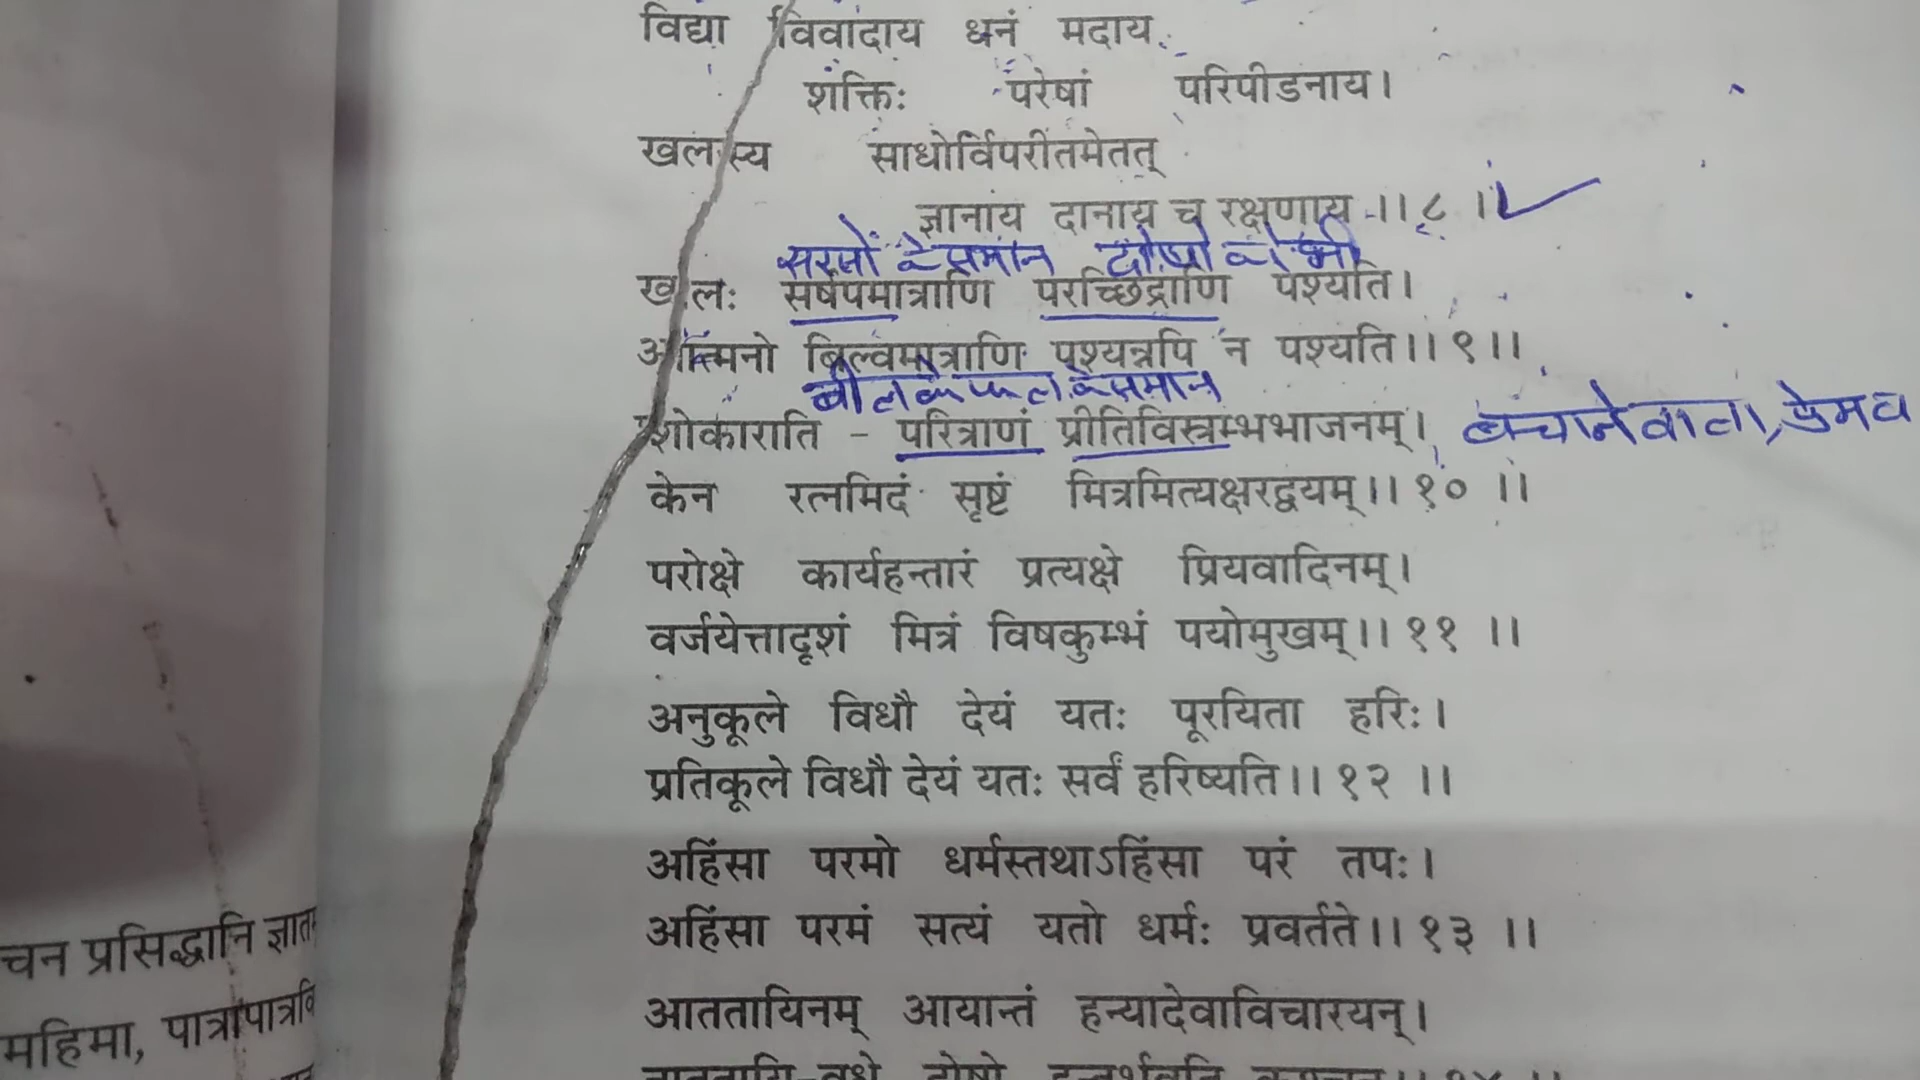 विद्या विवादाय धनं मदाय
शक्तिः परेषां परिपीडनाय।
खलस्य साधोर्विपरीतमेतत्
ज्ञानाय दानाय च रक्षणाय ।।८ ।।
सरसों के समान दोषों को भी
खलः सर्षपमात्राणि परच्छिद्राणि पश्यति।
आत्मनो बिल्वमात्राणि पश्यन्नपि न पश्यति।। ९।।
बील के फल के समान
शोकाराति - परित्राणं प्रीतिविस्त्रम्भभाजनम्। बचाने वाला, प्रेम व
केन रत्नमिदं सृष्टं मित्रमित्यक्षरद्वयम्।। १० ।।
परोक्षे कार्यहन्तारं प्रत्यक्षे प्रियवादिनम्।
वर्जयेत्तादृशं मित्रं विषकुम्भं पयोमुखम्।। ११ ।।
अनुकूले विधौ देयं यतः पूरयिता हरिः।
प्रतिकूले विधौ देयं यतः सर्वं हरिष्यति।। १२ ।।
अहिंसा परमो धर्मस्तथाऽहिंसा परं तपः।
अहिंसा परमं सत्यं यतो धर्मः प्रवर्तते।। १३ ।।
आततायिनम् आयान्तं हन्यादेवाविचारयन्।
चन प्रसिद्धानि
महिमा,